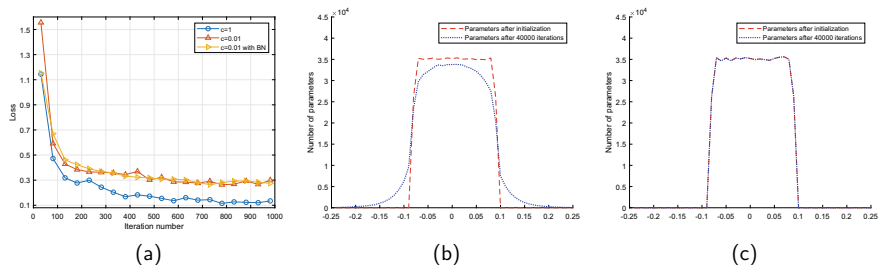 1.5
1.3
1.1
0.9
0.7
0.5
0.3
0.1
Loss
0 100 200 300 400 500 600 700 800 900 1000
Iteration number
c=1
c=0.01
c=0.01 with BN
(a)
×10⁴
4.5
4
3.5
3
2.5
2
1.5
1
0.5
0
Number of parameters
-0.25 -0.2 -0.15 -0.1 -0.05 0 0.05 0.1 0.15 0.2 0.25
Parameters after initialization
Parameters after 40000 iterations
(b)
×10⁴
4.5
4
3.5
3
2.5
2
1.5
1
0.5
0
Number of parameters
-0.25 -0.2 -0.15 -0.1 -0.05 0 0.05 0.1 0.15 0.2 0.25
Parameters after initialization
Parameters after 40000 iterations
(c)